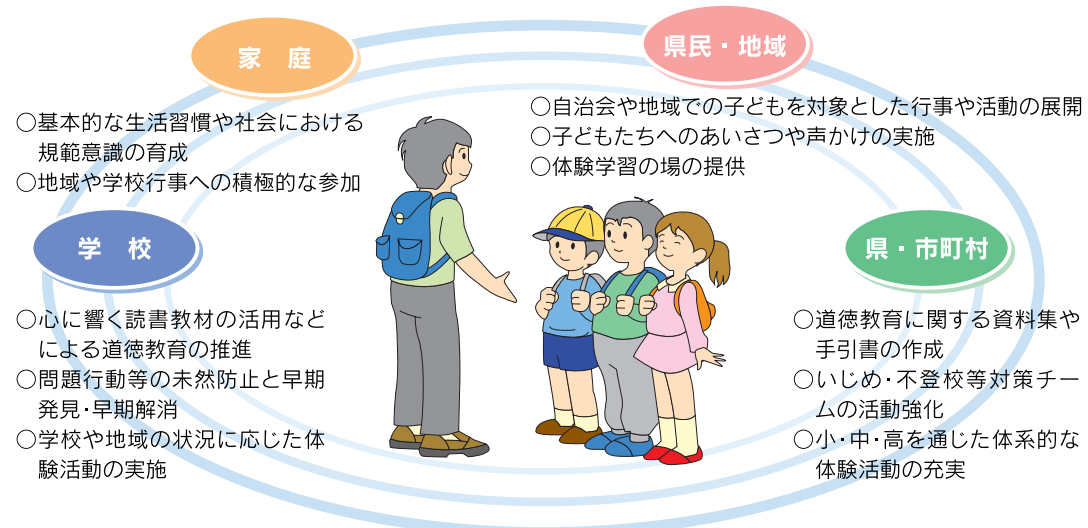 家　庭
○基本的な生活習慣や社会における
規範意識の育成
○地域や学校行事への積極的な参加
県民・地域
○自治会や地域での子どもを対象とした行事や活動の展開
○子どもたちへのあいさつや声かけの実施
○体験学習の場の提供
学　校
○心に響く読書教材の活用など
による道徳教育の推進
○問題行動等の未然防止と早期
発見・早期解消
○学校や地域の状況に応じた体
験活動の実施
県・市町村
○道徳教育に関する資料集や
手引書の作成
○いじめ・不登校等対策チー
ムの活動強化
○小・中・高を通じた体系的な
体験活動の充実